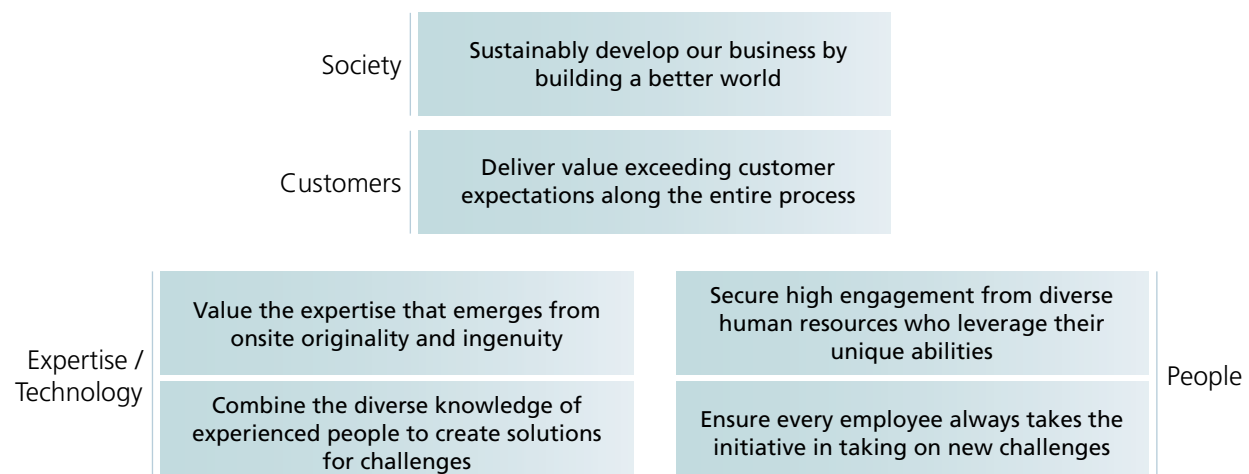 Society
Sustainably develop our business by
building a better world
Customers
Deliver value exceeding customer
expectations along the entire process
Expertise /
Technology
Value the expertise that emerges from
onsite originality and ingenuity
Combine the diverse knowledge of
experienced people to create solutions
for challenges
Secure high engagement from diverse
human resources who leverage their
unique abilities
Ensure every employee always takes the
initiative in taking on new challenges
People